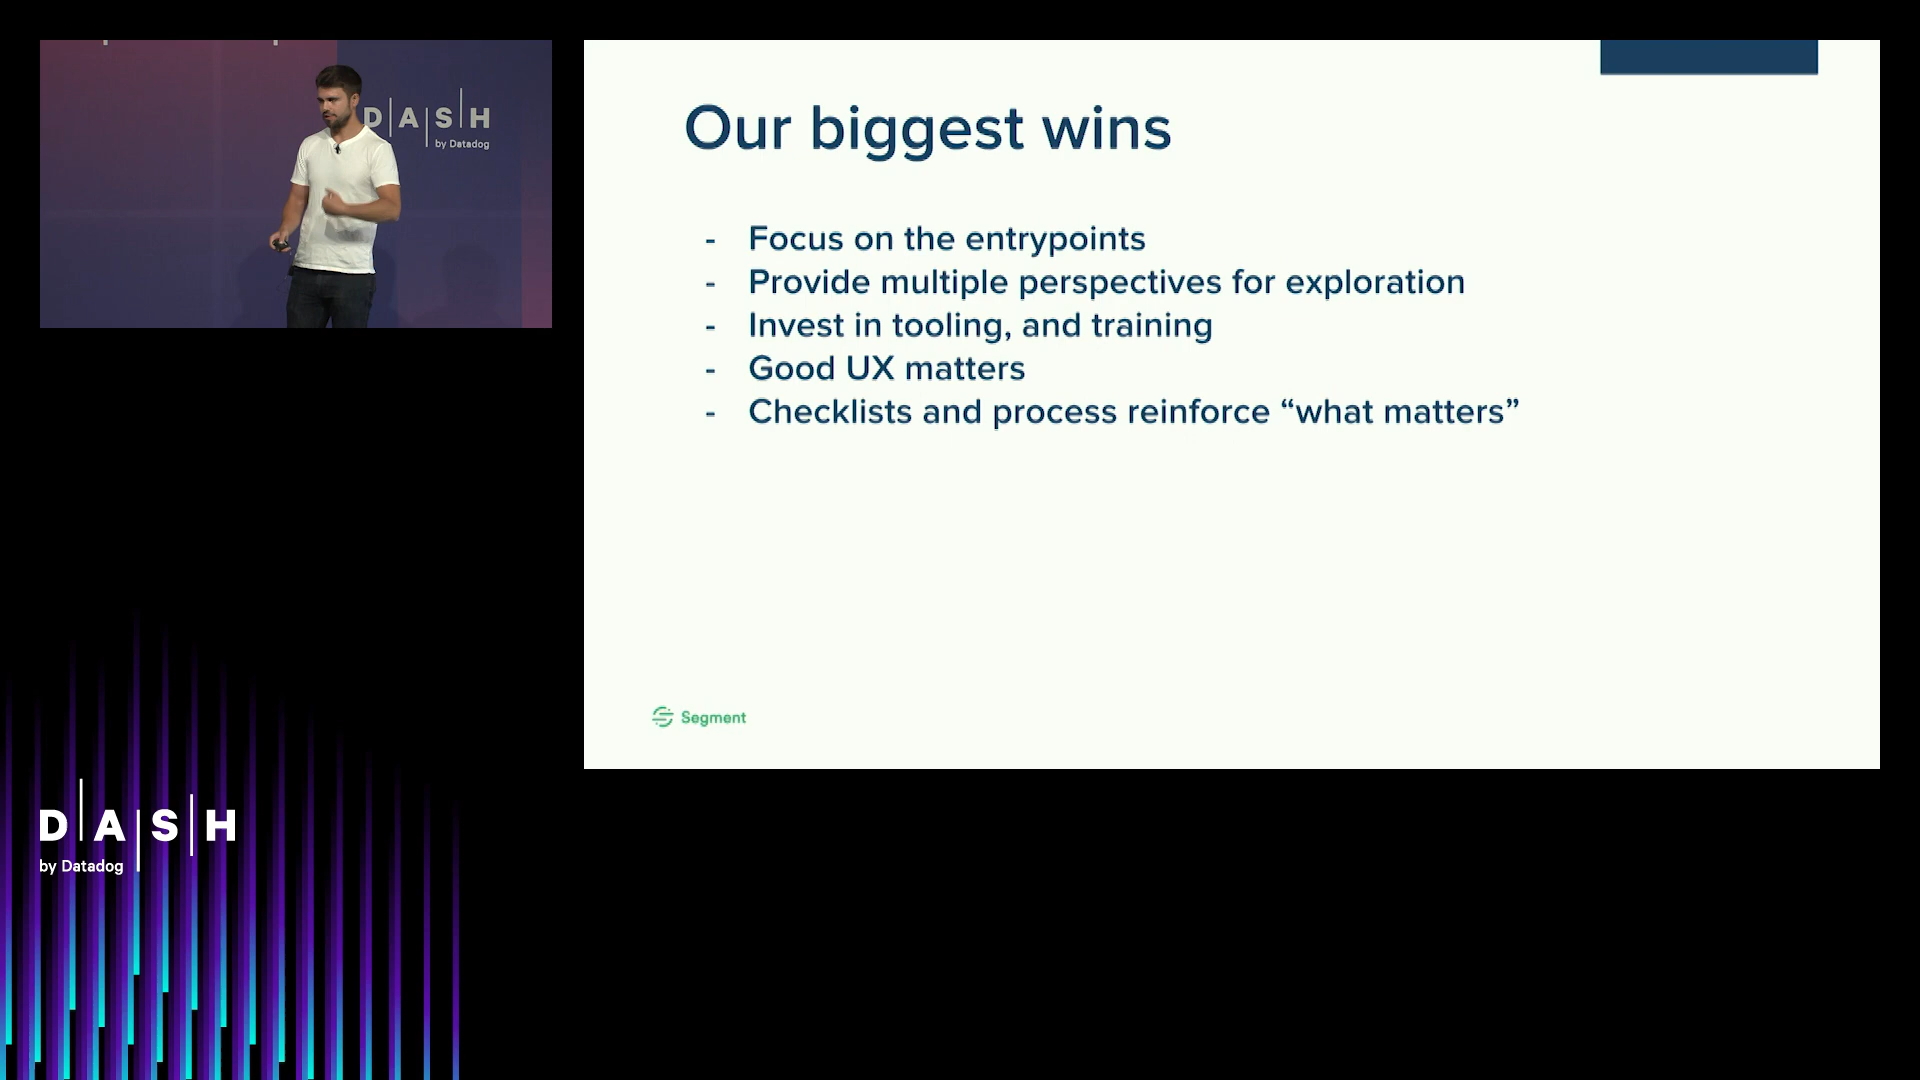 D A S H
by Datadog
Our biggest wins
- Focus on the entrypoints
- Provide multiple perspectives for exploration
- Invest in tooling, and training
- Good UX matters
- Checklists and process reinforce “what matters”
Segment
D A S H
by Datadog